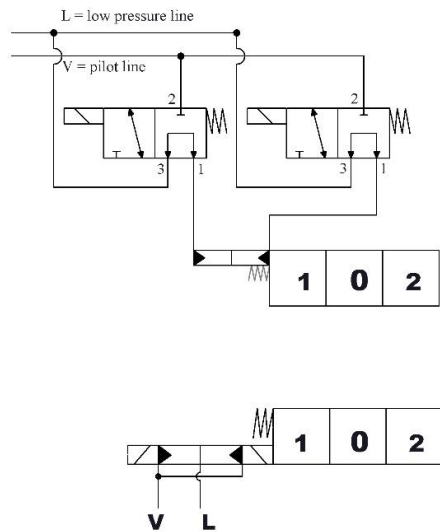 L = low pressure line
V = pilot line
2 2
3 1 3 1
1 0 2
1 0 2
V L